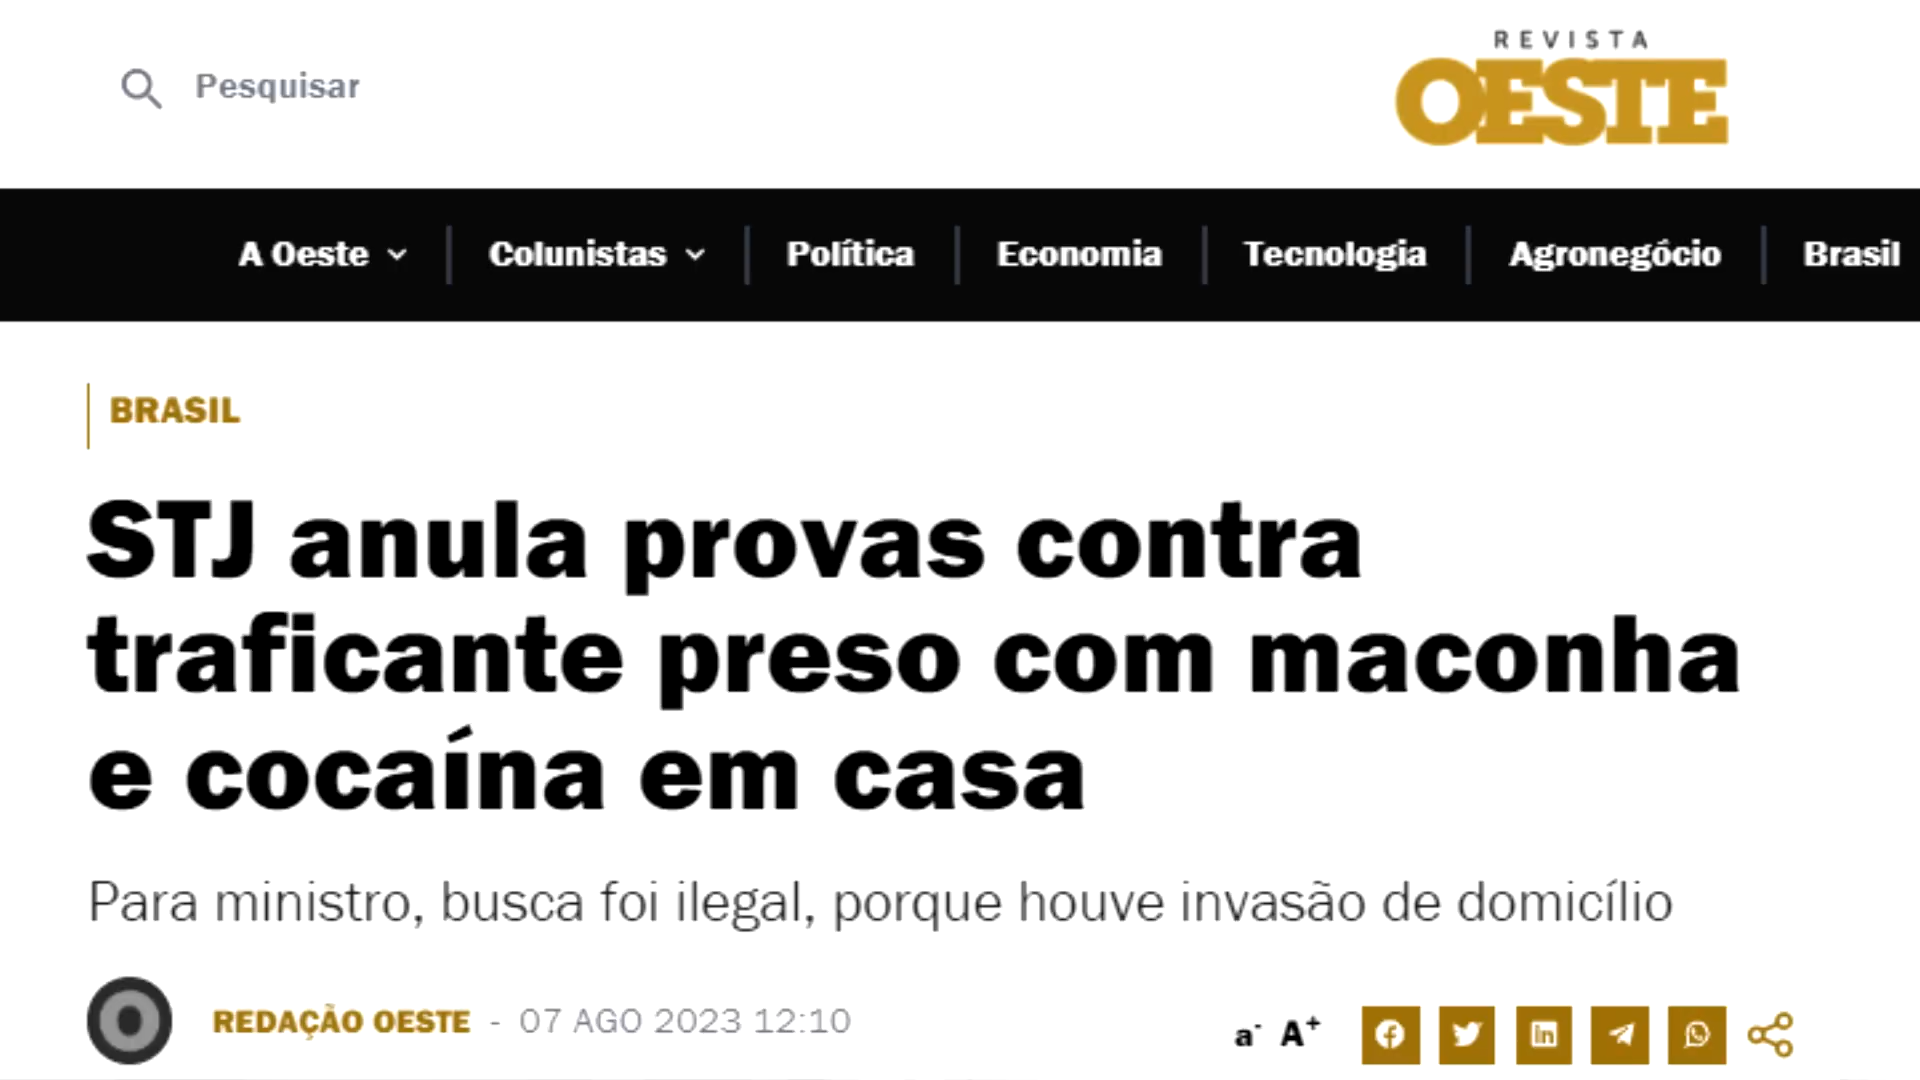 Pesquisar
REVISTA
OESTE
A Oeste
Colunistas
Política
Economia
Tecnologia
Agronegócio
Brasil
BRASIL
STJ anula provas contra
traficante preso com maconha
e cocaína em casa
Para ministro, busca foi ilegal, porque houve invasão de domicílio
REDAÇÃO OESTE - 07 AGO 2023 12:10
a- A+